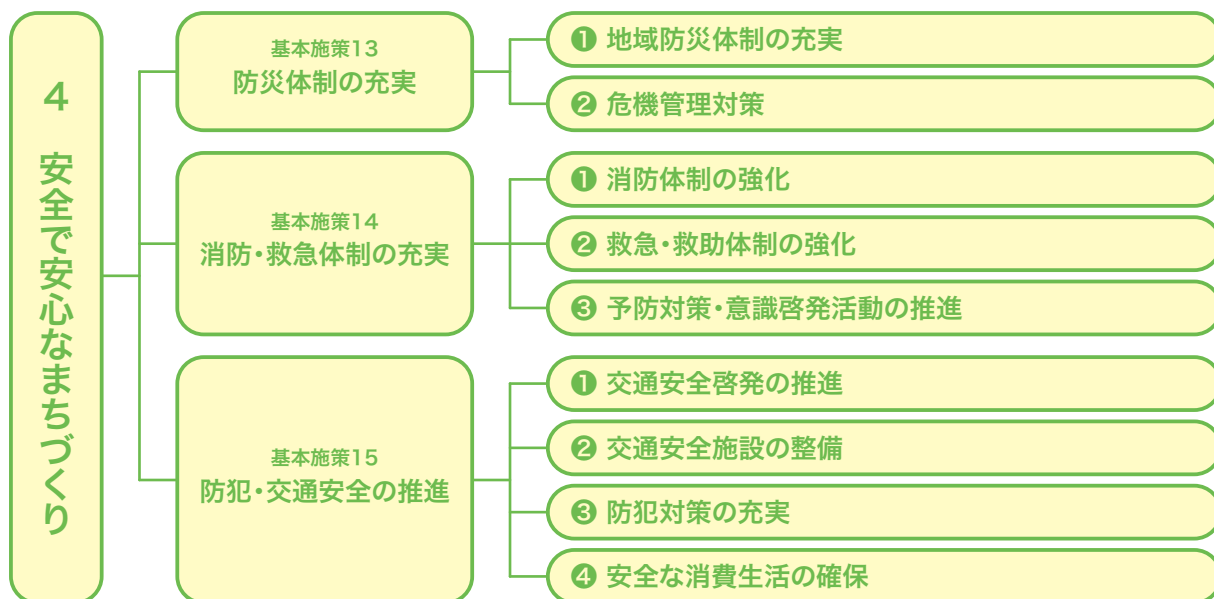 4 安全で安心なまちづくり
基本施策13
防災体制の充実
❶ 地域防災体制の充実
❷ 危機管理対策
基本施策14
消防・救急体制の充実
❶ 消防体制の強化
❷ 救急・救助体制の強化
❸ 予防対策・意識啓発活動の推進
基本施策15
防犯・交通安全の推進
❶ 交通安全啓発の推進
❷ 交通安全施設の整備
❸ 防犯対策の充実
❹ 安全な消費生活の確保